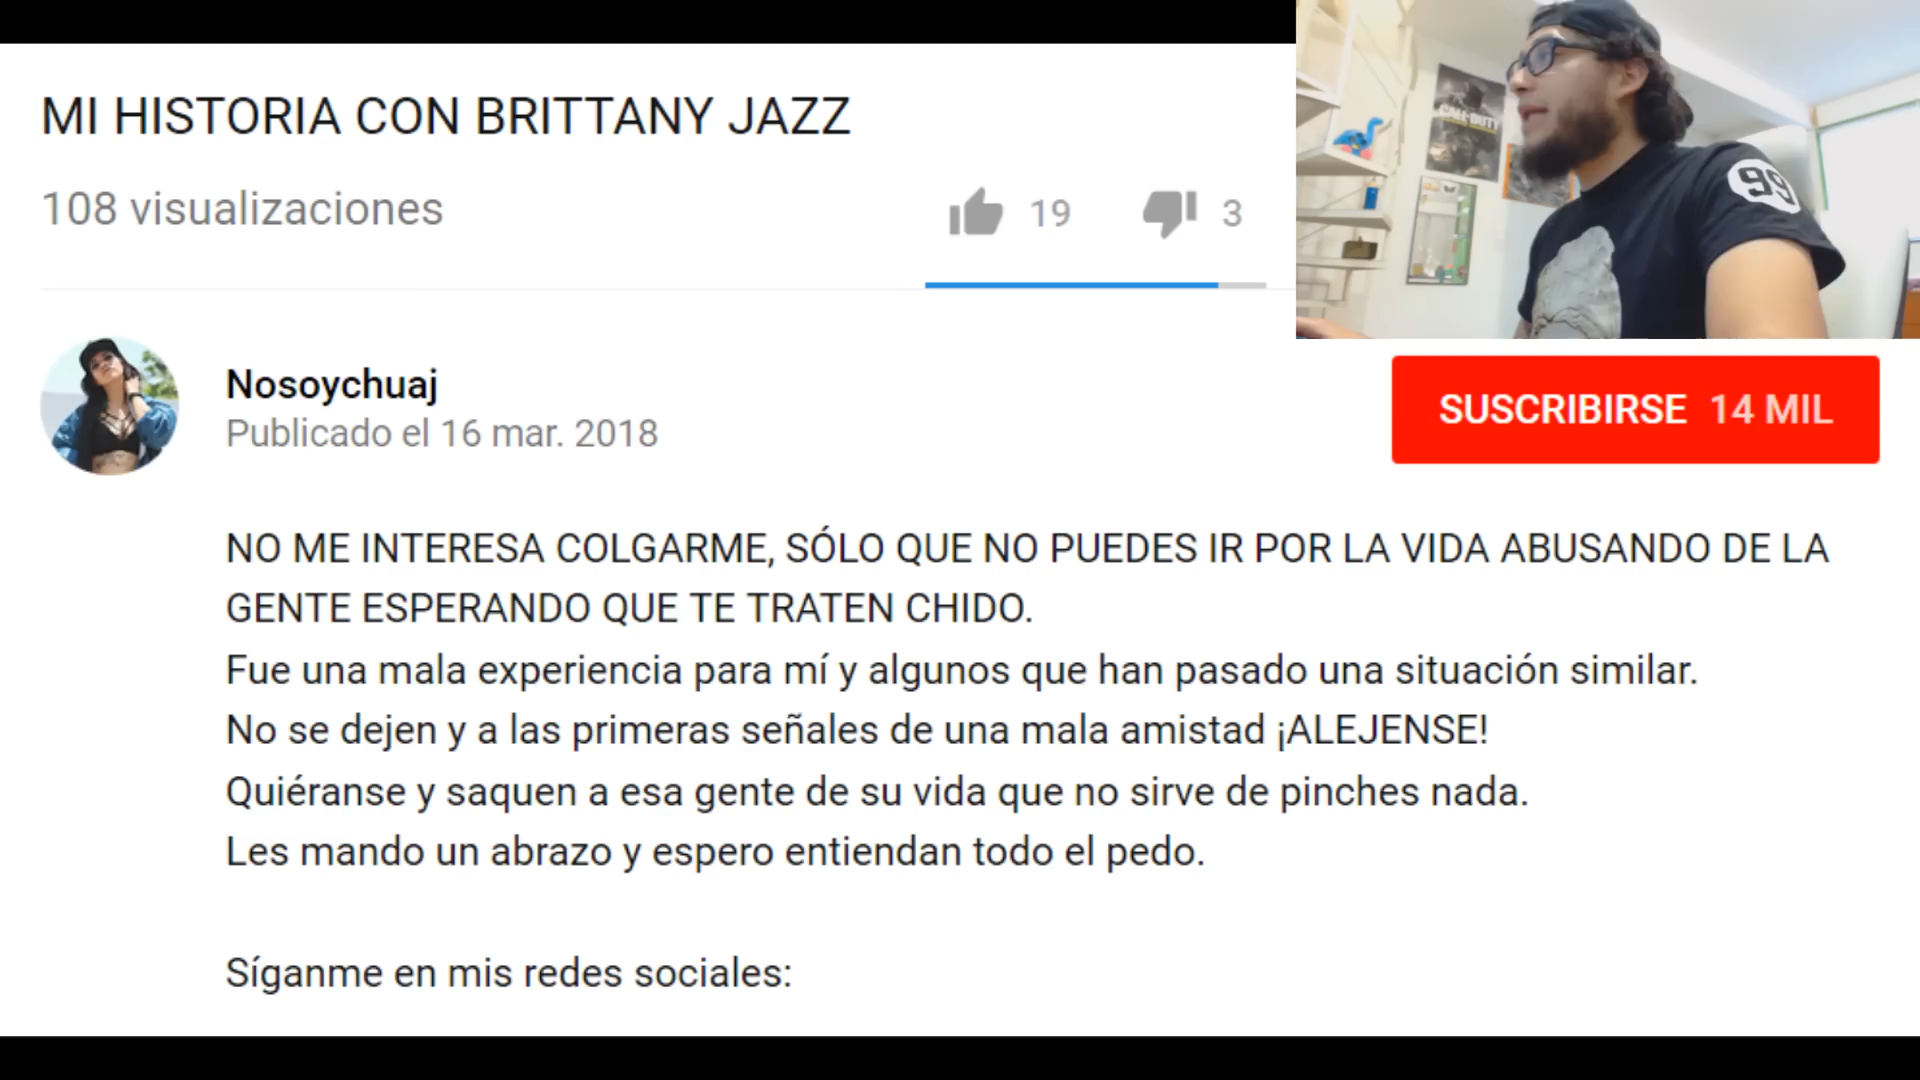 MI HISTORIA CON BRITTANY JAZZ
108 visualizaciones
19
3
CALL OF DUTY
99
Nosoychuaj
Publicado el 16 mar. 2018
SUSCRIBIRSE 14 MIL
NO ME INTERESA COLGARME, SÓLO QUE NO PUEDES IR POR LA VIDA ABUSANDO DE LA
GENTE ESPERANDO QUE TE TRATEN CHIDO.
Fue una mala experiencia para mí y algunos que han pasado una situación similar.
No se dejen y a las primeras señales de una mala amistad ¡ALEJENSE!
Quiéranse y saquen a esa gente de su vida que no sirve de pinches nada.
Les mando un abrazo y espero entiendan todo el pedo.
Síganme en mis redes sociales: